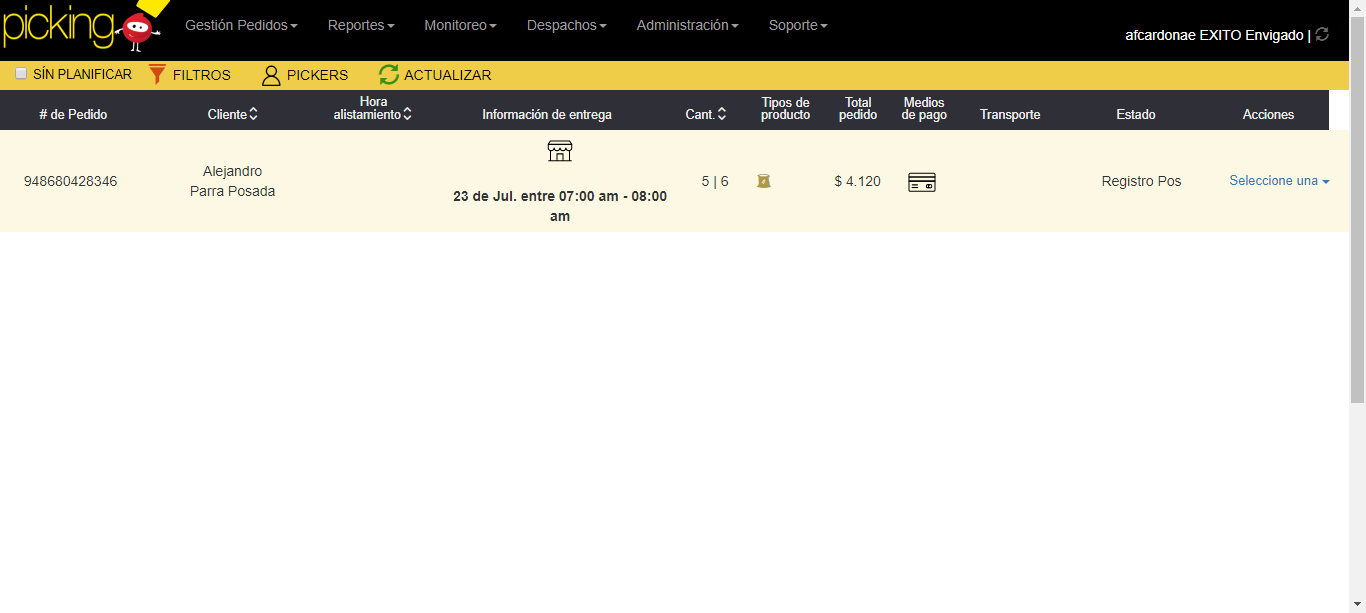 picking
Gestión Pedidos Reportes Monitoreo Despachos Administración Soporte
afcardonae EXITO Envigado |
SÍN PLANIFICAR FILTROS PICKERS ACTUALIZAR
# de Pedido Cliente Hora alistamiento Información de entrega Cant. Tipos de producto Total pedido Medios de pago Transporte Estado Acciones
948680428346
Alejandro
Parra Posada
23 de Jul. entre 07:00 am - 08:00
am
5 | 6
$ 4.120
Registro Pos
Seleccione una